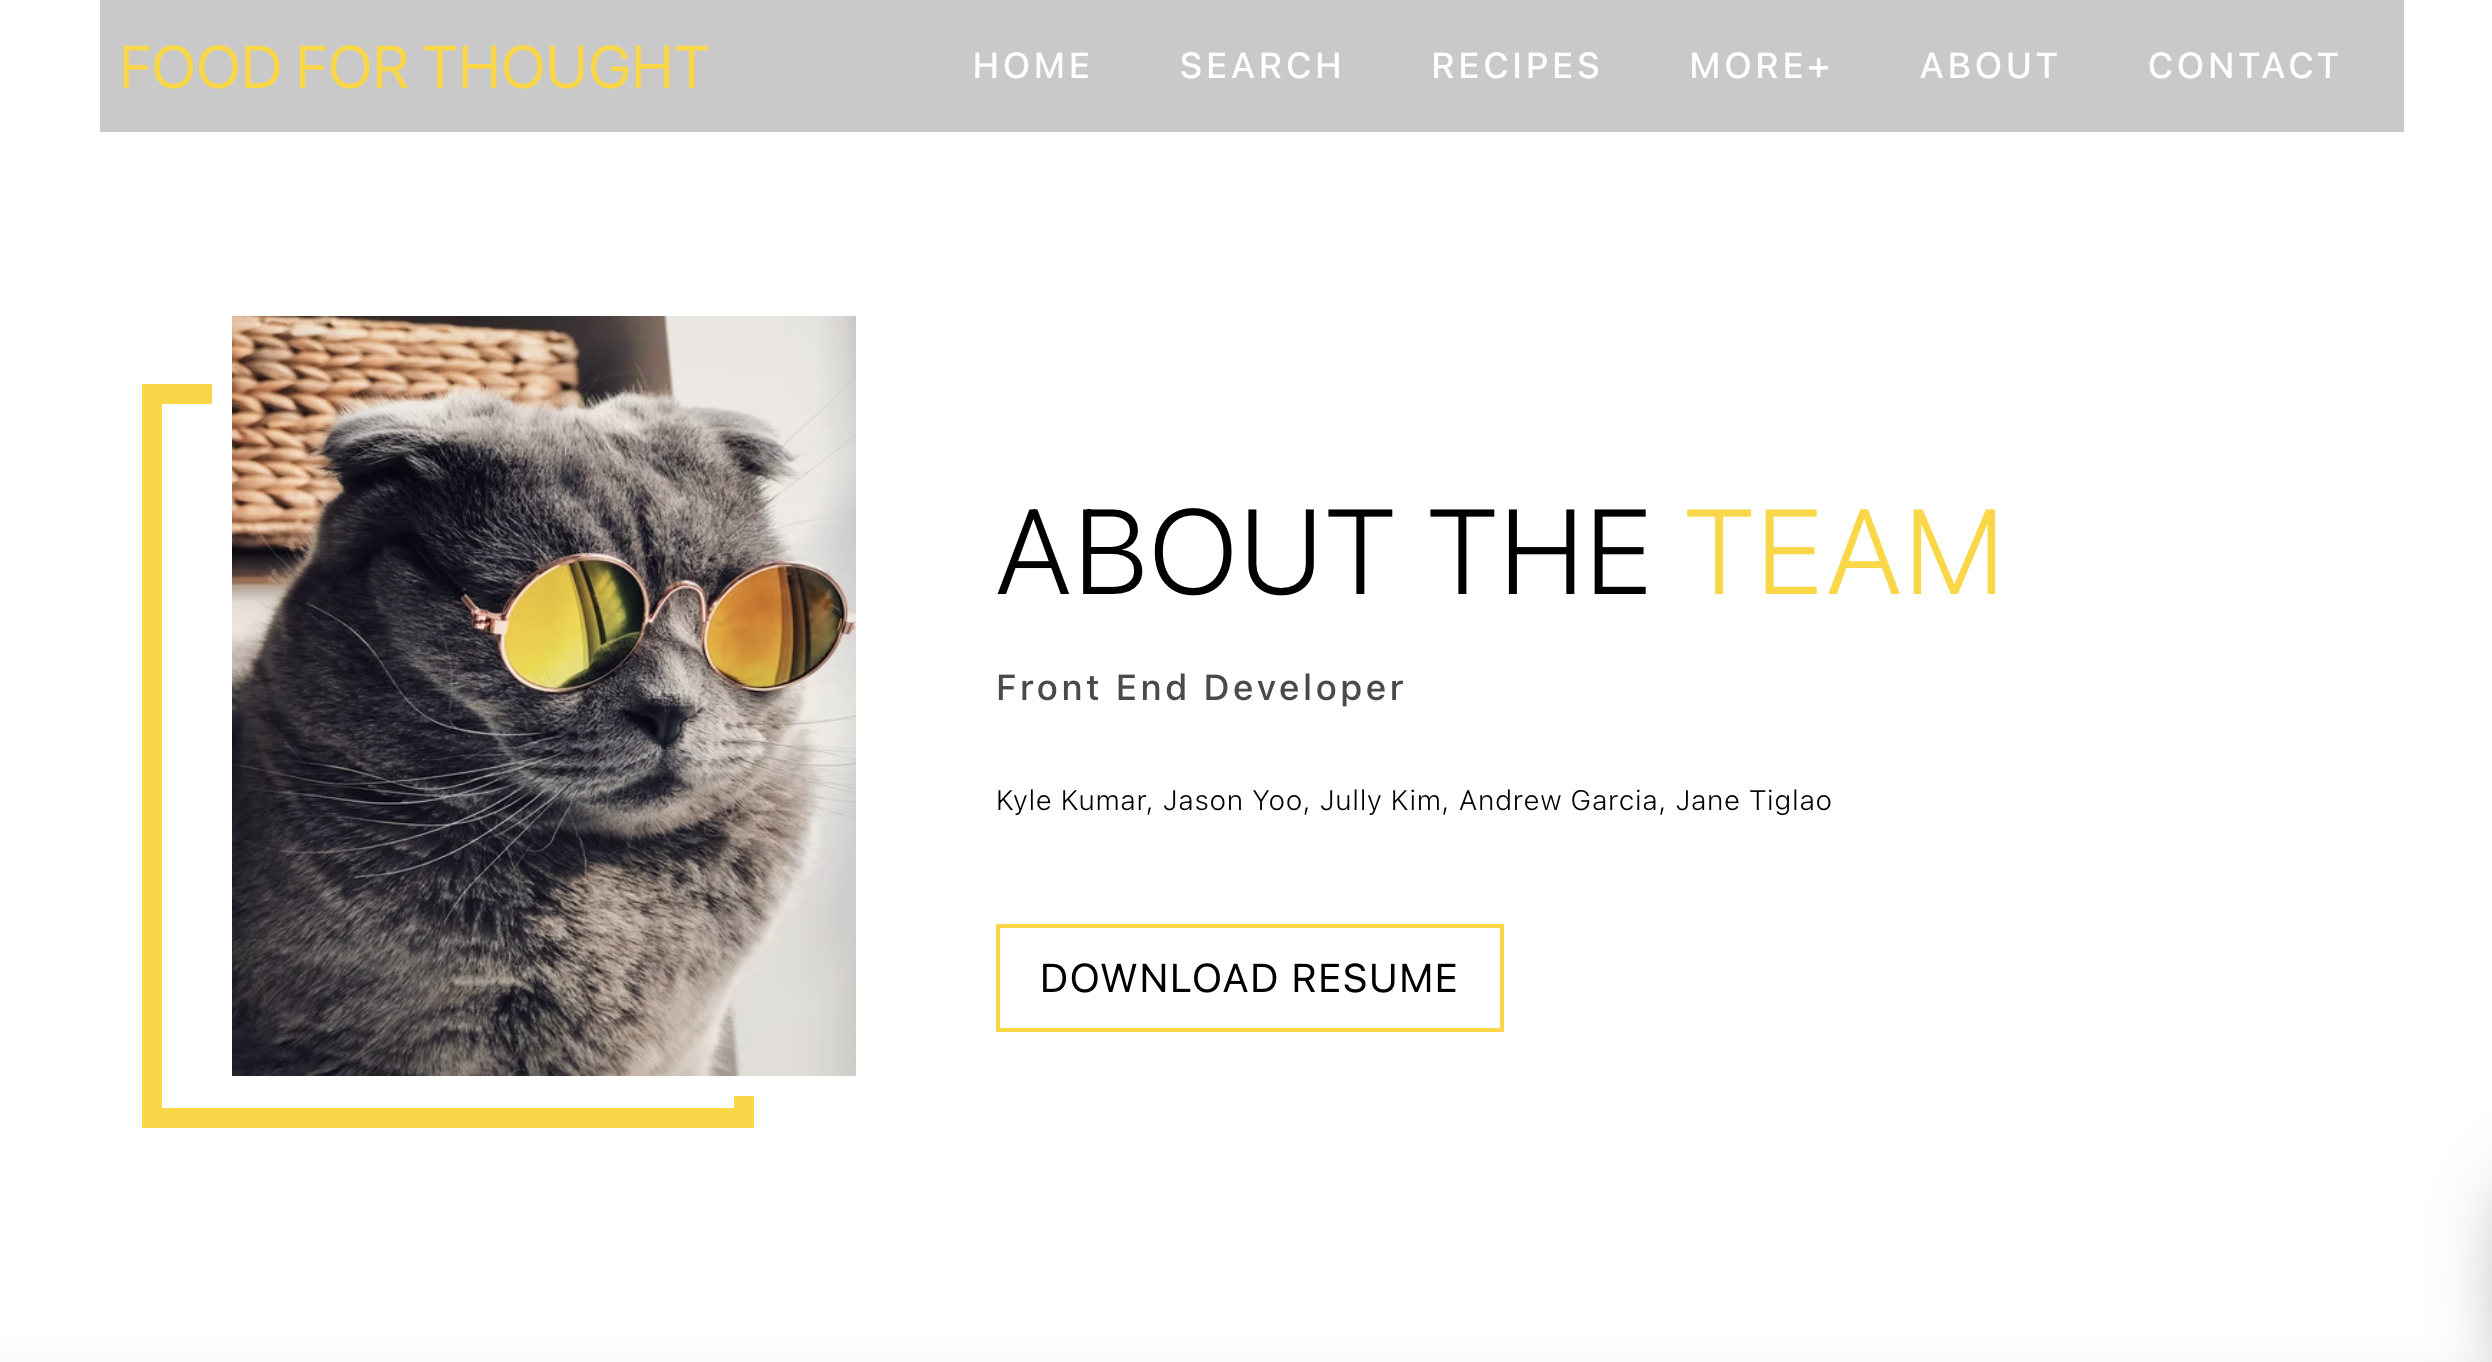 FOOD FOR THOUGHT
HOME SEARCH RECIPES MORE+ ABOUT CONTACT
ABOUT THE TEAM
Front End Developer
Kyle Kumar, Jason Yoo, Jully Kim, Andrew Garcia, Jane Tiglao
DOWNLOAD RESUME